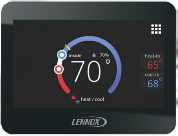 inside 70%
70°
heat-to
65°
cool-to
68°
heat / cool
LENNOX